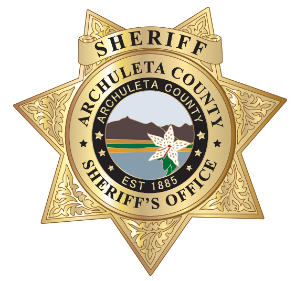 SHERIFF
ARCHULETA COUNTY
ARCHULETA COUNTY
EST 1885
SHERIFF'S OFFICE